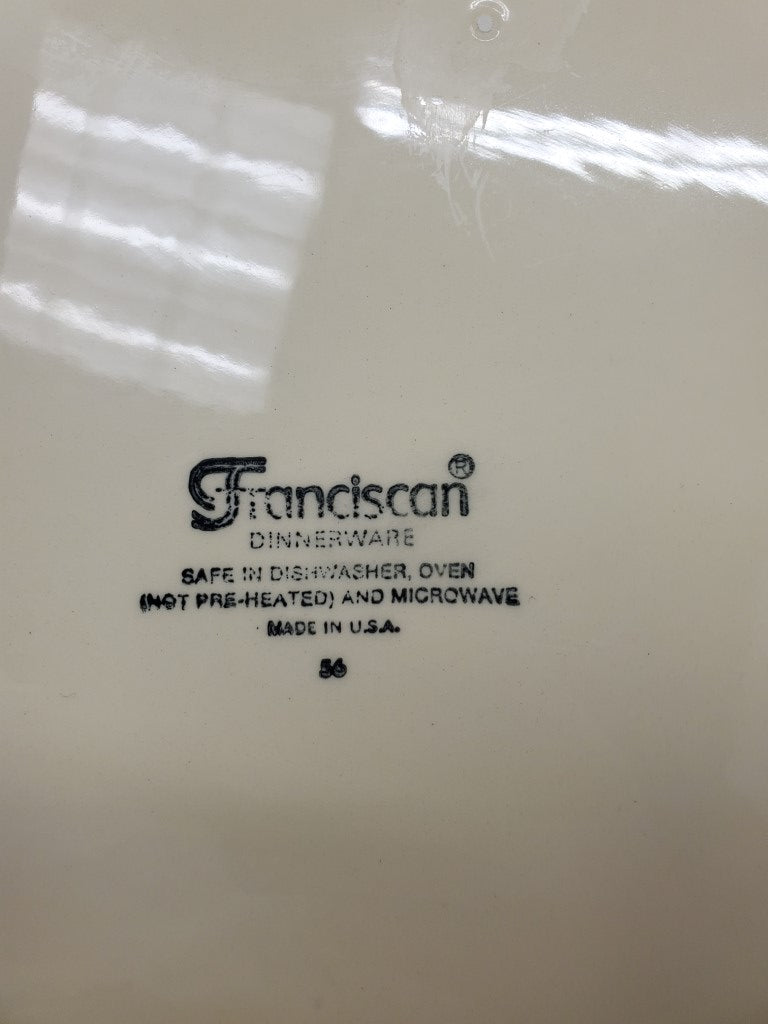 Franciscan®
DINNERWARE
SAFE IN DISHWASHER, OVEN
(NOT PRE-HEATED) AND MICROWAVE
MADE IN U.S.A.
56